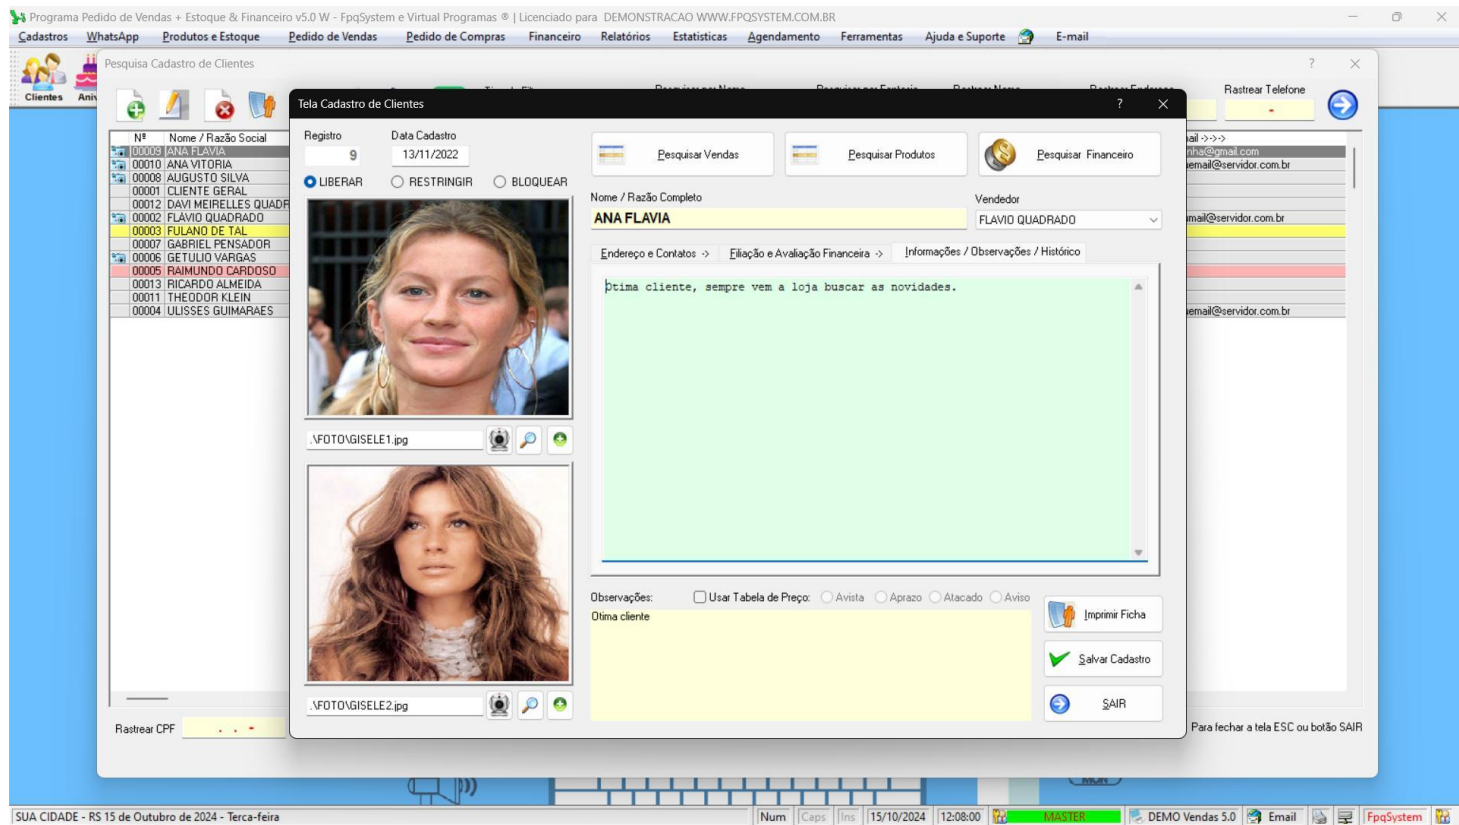 Programa Pedido de Vendas + Estoque & Financeiro v5.0 W - FpqSystem e Virtual Programas ® | Licenciado para DEMONSTRACAO WWW.FPQSYSTEM.COM.BR
Cadastros WhatsApp Produtos e Estoque Pedido de Vendas Pedido de Compras Financeiro Relatórios Estatisticas Agendamento Ferramentas Ajuda e Suporte E-mail
Pesquisa Cadastro de Clientes ?
Clientes
Rastrear Telefone
-
Tela Cadastro de Clientes ?
Nº Nome / Razão Social
00009 ANA FLAVIA
00010 ANA VITORIA
00008 AUGUSTO SILVA
00001 CLIENTE GERAL
00012 DAVI MEIRELLES QUADR
00002 FLÁVIO QUADRADO
00003 FULANO DE TAL
00007 GABRIEL PENSADOR
00006 GETULIO VARGAS
00005 RAIMUNDO CARDOSO
00013 RICARDO ALMEIDA
00011 THEODOR KLEIN
00004 ULISSES GUIMARAES
Rastrear CPF . . -
Registro Data Cadastro
9 13/11/2022
LIBERAR RESTRINGIR BLOQUEAR
.\FOTO\GISELE1.jpg
.\FOTO\GISELE2.jpg
Pesquisar Vendas Pesquisar Produtos Pesquisar Financeiro
Nome / Razão Completo Vendedor
ANA FLAVIA FLAVIO QUADRADO
Endereço e Contatos -> Filiação e Avaliação Financeira -> Informações / Observações / Histórico
Otima cliente, sempre vem a loja buscar as novidades.
Observações: Usar Tabela de Preço: Avista Aprazo Atacado Aviso
Otima cliente
Imprimir Ficha
Salvar Cadastro
SAIR
ail ->->->
nha@gmail.com
uemail@servidor.com.br
email@servidor.com.br
uemail@servidor.com.br
Para fechar a tela ESC ou botão SAIR
SUA CIDADE - RS 15 de Outubro de 2024 - Terca-feira Num Caps Ins 15/10/2024 12:08:00 MASTER DEMO Vendas 5.0 Email FpqSystem